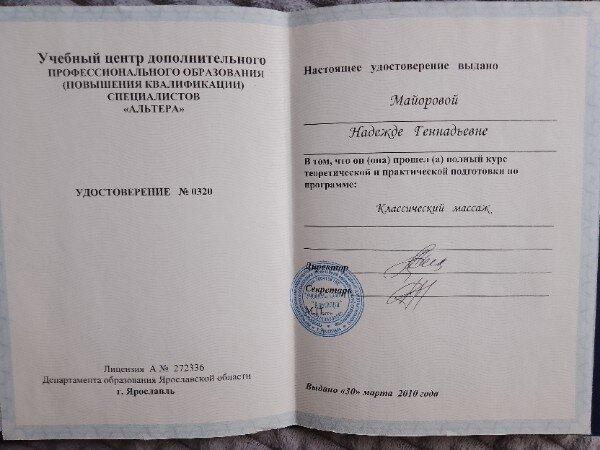 Учебный центр дополнительного
ПРОФЕССИОНАЛЬНОГО ОБРАЗОВАНИЯ
(ПОВЫШЕНИЯ КВАЛИФИКАЦИИ)
СПЕЦИАЛИСТОВ
«АЛЬТЕРА»
УДОСТОВЕРЕНИЕ № 0320
Лицензия А № 272336
Департамента образования Ярославской области
г. Ярославль
Настоящее удостоверение выдано
Майоровой
Надежде Геннадьевне
В том, что он (она) прошел (а) полный курс
теоретической и практической подготовки по
программе:
Классический массаж
Директор
Секретарь
Выдано «30» марта 2010 года